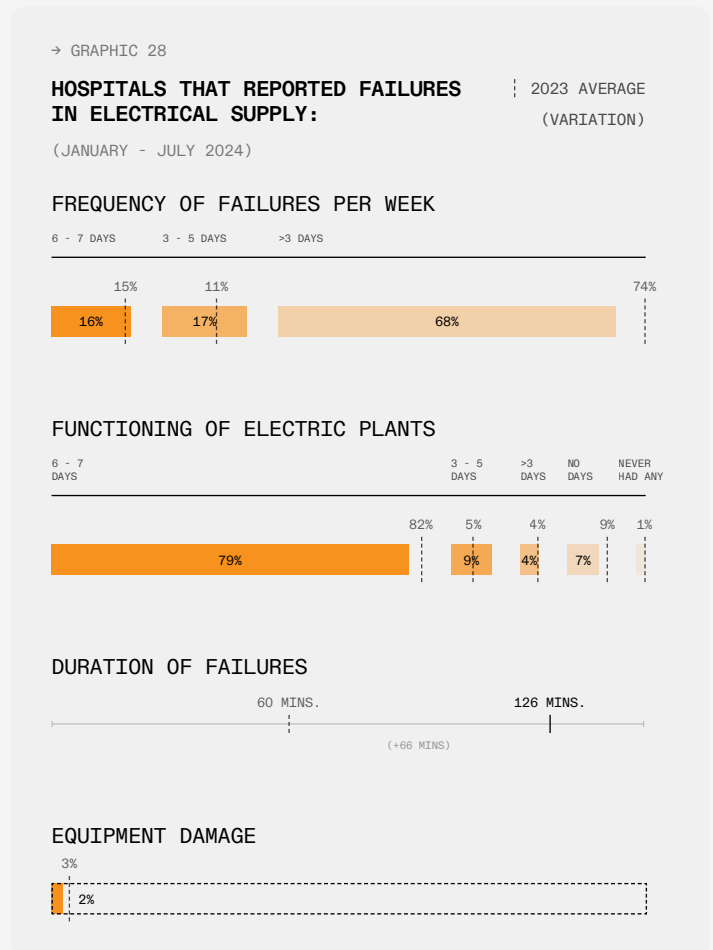 → GRAPHIC 28
HOSPITALS THAT REPORTED FAILURES
IN ELECTRICAL SUPPLY:
2023 AVERAGE
(VARIATION)
(JANUARY - JULY 2024)
FREQUENCY OF FAILURES PER WEEK
6 - 7 DAYS 3 - 5 DAYS >3 DAYS
15% 11% 74%
16% 17% 68%
FUNCTIONING OF ELECTRIC PLANTS
6 - 7 3 - 5 >3 NO NEVER
DAYS DAYS DAYS DAYS HAD ANY
82% 5% 4% 9% 1%
79% 9% 4% 7%
DURATION OF FAILURES
60 MINS. 126 MINS.
(+66 MINS)
EQUIPMENT DAMAGE
3%
2%